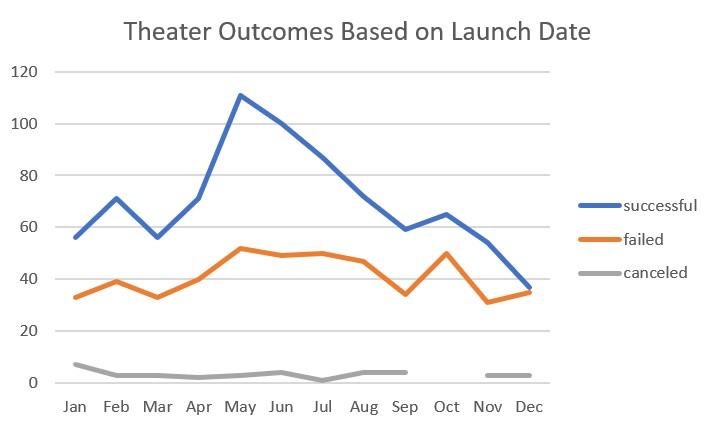 Theater Outcomes Based on Launch Date
120
100
80
60
40
20
0
Jan Feb Mar Apr May Jun Jul Aug Sep Oct Nov Dec
successful
failed
canceled